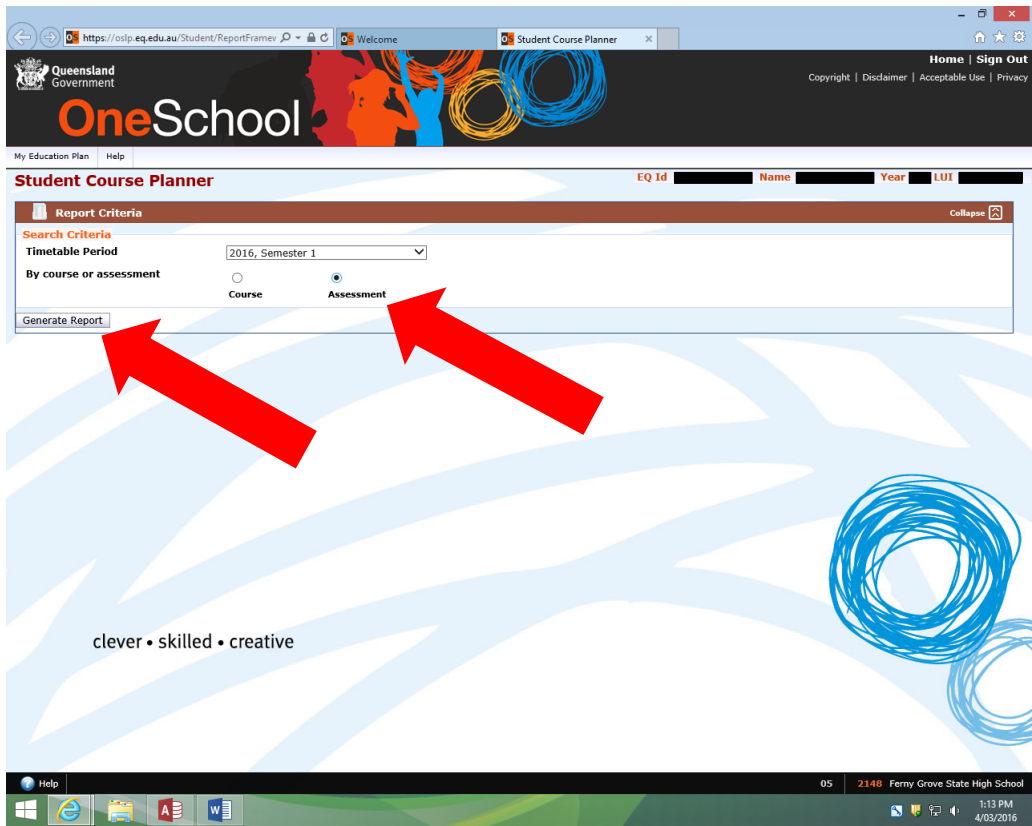 https://oslp.eq.edu.au/Student/ReportFramev
OS Welcome
OS Student Course Planner
Home | Sign Out
Queensland
Government
Copyright | Disclaimer | Acceptable Use | Privacy
OneSchool
My Education Plan Help
Student Course Planner
EQ Id Name Year LUI
Report Criteria
Collapse
Search Criteria
Timetable Period
2016, Semester 1
By course or assessment
Course Assessment
Generate Report
clever • skilled • creative
Help
05 2148 Ferny Grove State High School
1:13 PM
4/03/2016